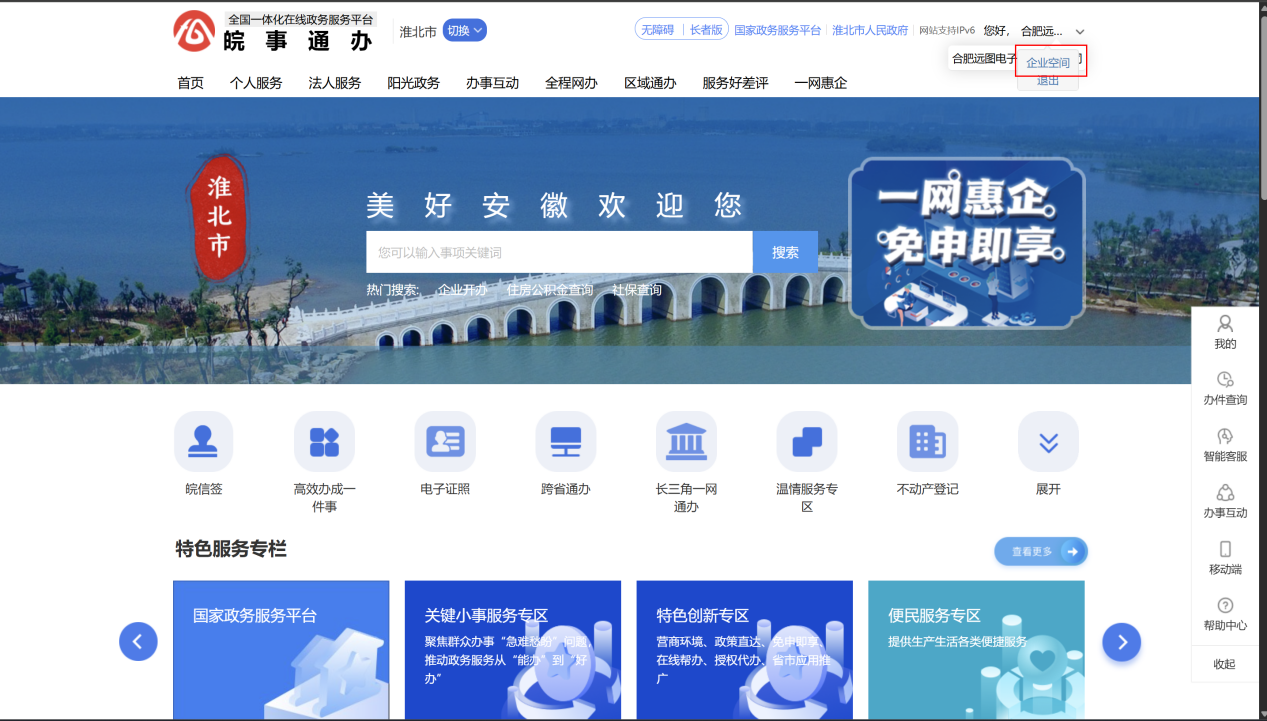 全国一体化在线政务服务平台
皖事通办
淮北市 切换
无障碍 长者版 国家政务服务平台 淮北市人民政府 网站支持IPv6 您好, 合肥远...
合肥远图电子
企业空间
退出
首页 个人服务 法人服务 阳光政务 办事互动 全程网办 区域通办 服务好差评 一网惠企
淮北市
美好安徽欢迎您
您可以输入事项关键词 搜索
热门搜索: 企业开办 住房公积金查询 社保查询
一网惠企
免申即享
我的
办件查询
智能客服
办事互动
移动端
帮助中心
收起
皖信签
高效办成一
件事
电子证照
跨省通办
长三角一网
通办
温情服务专
区
不动产登记
展开
特色服务专栏
查看更多
国家政务服务平台
关键小事服务专区
聚焦群众办事“急难愁盼”问题,
推动政务服务从“能办”到“好
办”
特色创新专区
营商环境、政策直达、免申即享、
在线帮办、授权代办、省市应用推
广
便民服务专区
提供生产生活各类便捷服务